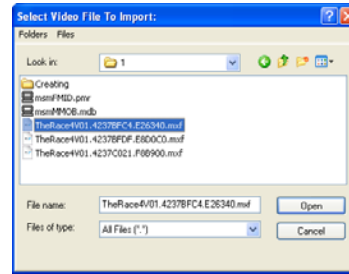 Select Video File To Import:
Folders Files
Look in: 1
Creating
msmFMID.pmr
msmMMOB.mdb
TheRace4V01.4237BFC4.E26340.mxf
TheRace4V01.4237BFDF.E8D0C0.mxf
TheRace4V01.4237C021.F08900.mxf
File name: TheRace4V01.4237BFC4.E26340.mxf Open
Files of type: All Files (*.*) Cancel